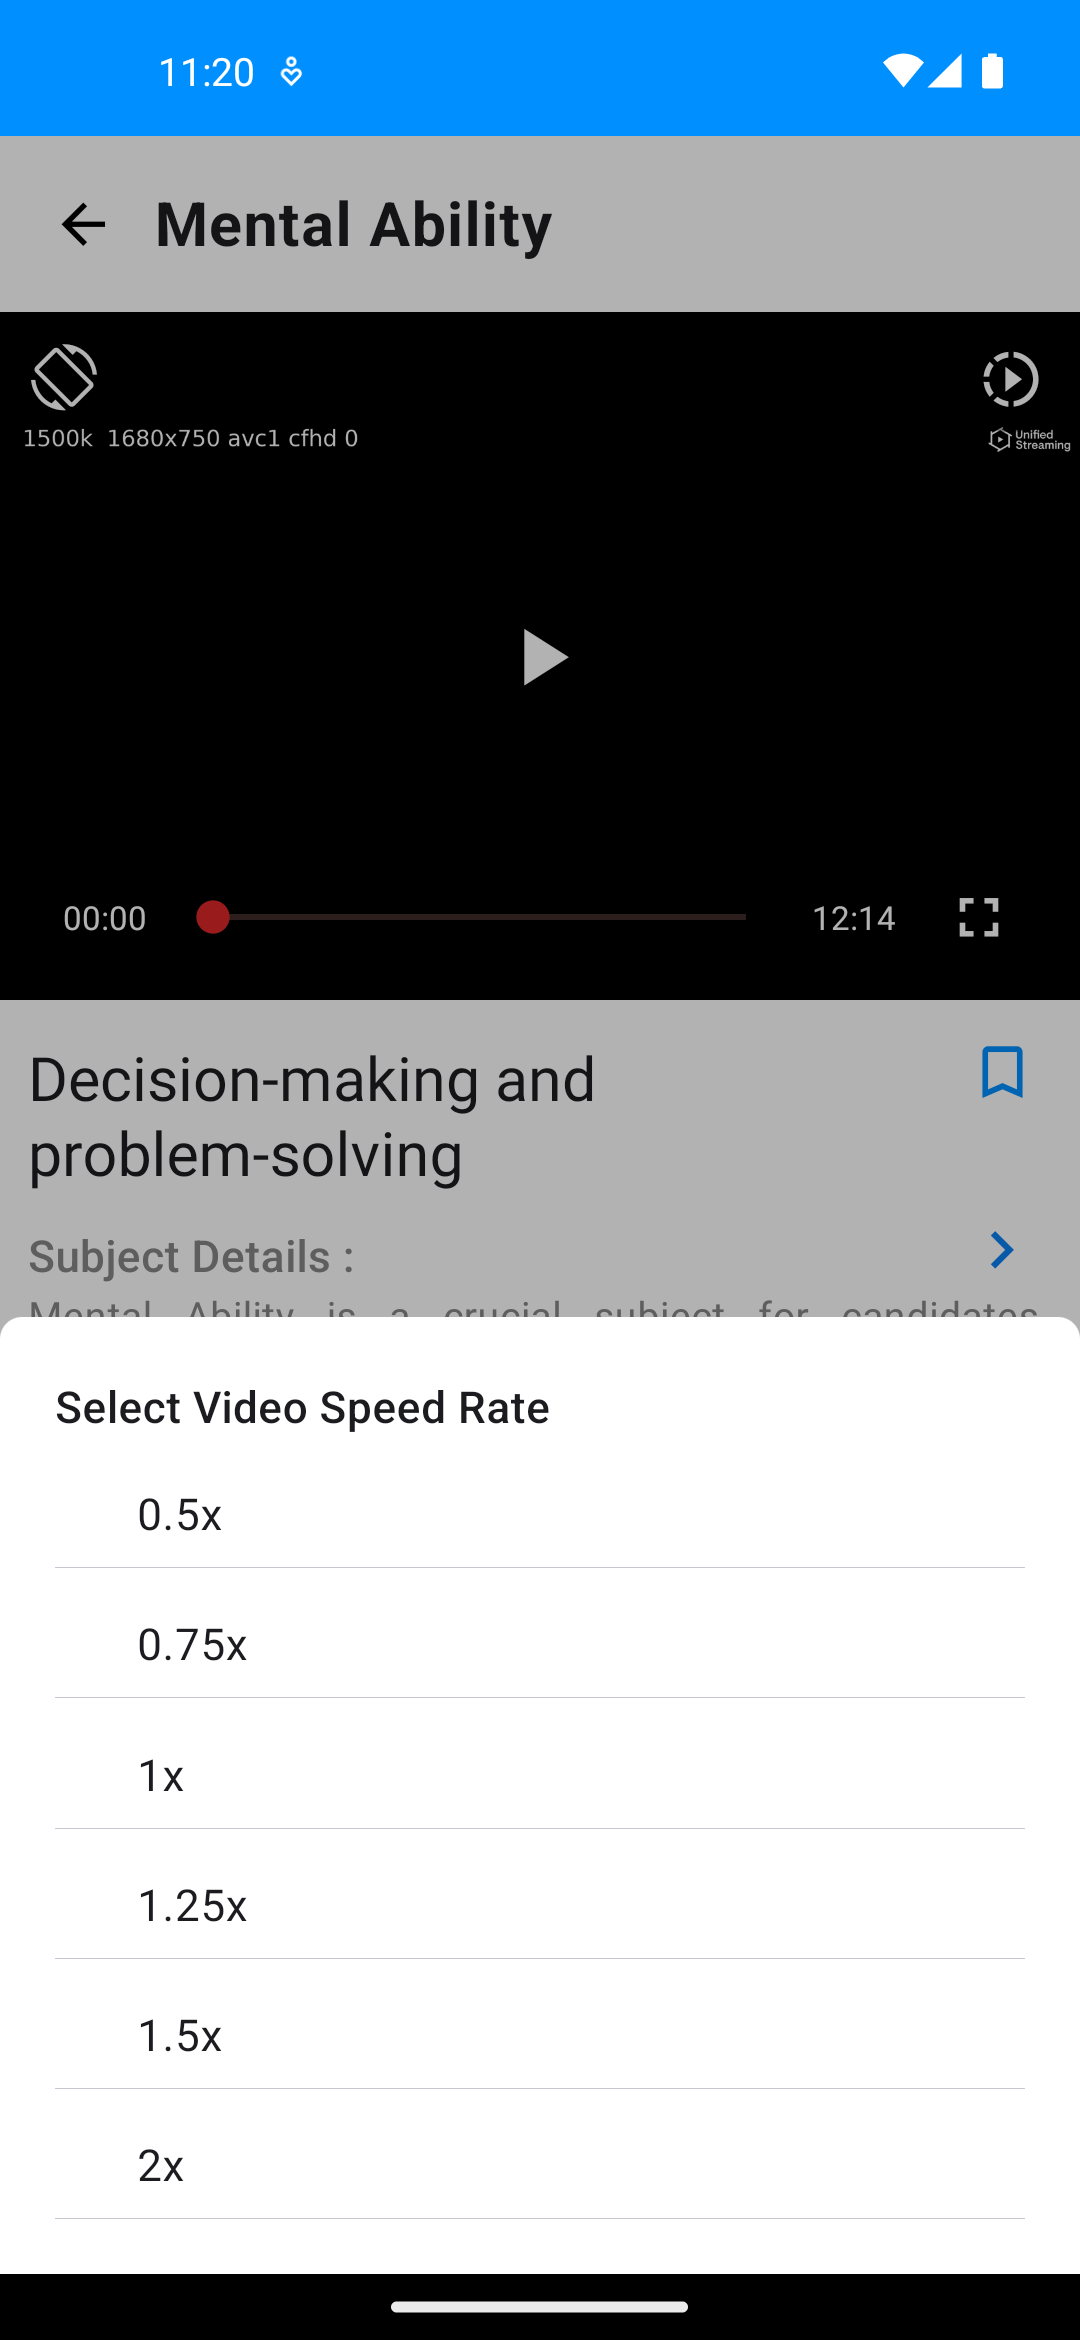 11:20
Mental Ability
1500k 1680x750 avc1 cfhd 0
Unified
Streaming
00:00
12:14
Decision-making and
problem-solving
Subject Details :
Mental Ability is a crucial subject for candidates
Select Video Speed Rate
0.5x
0.75x
1x
1.25x
1.5x
2x